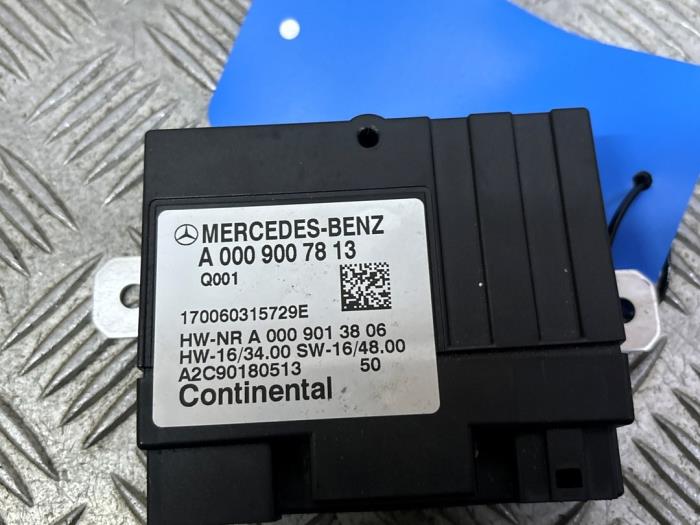 MERCEDES-BENZ
A 000 900 78 13
Q001
170060315729E
HW-NR A 000 901 38 06
HW-16/34.00 SW-16/48.00
A2C90180513 50
Continental